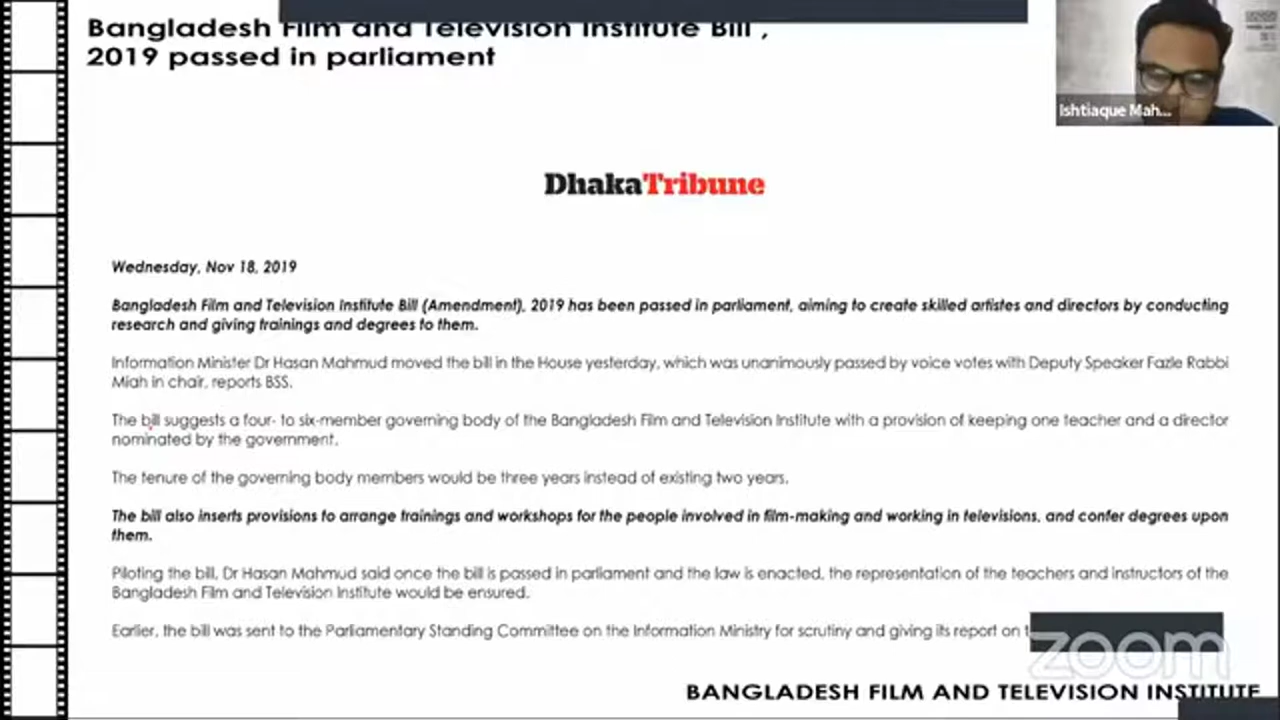 Bangladesh Film and Television Institute Bill ,
2019 passed in parliament
Ishtiaque Mah...
DhakaTribune
Wednesday, Nov 18, 2019
Bangladesh Film and Television Institute Bill (Amendment), 2019 has been passed in parliament, aiming to create skilled artistes and directors by conducting
research and giving trainings and degrees to them.
Information Minister Dr Hasan Mahmud moved the bill in the House yesterday, which was unanimously passed by voice votes with Deputy Speaker Fazle Rabbi
Miah in chair, reports BSS.
The bill suggests a four- to six-member governing body of the Bangladesh Film and Television Institute with a provision of keeping one teacher and a director
nominated by the government.
The tenure of the governing body members would be three years instead of existing two years.
The bill also inserts provisions to arrange trainings and workshops for the people involved in film-making and working in televisions, and confer degrees upon
them.
Piloting the bill, Dr Hasan Mahmud said once the bill is passed in parliament and the law is enacted, the representation of the teachers and instructors of the
Bangladesh Film and Television Institute would be ensured.
Earlier, the bill was sent to the Parliamentary Standing Committee on the Information Ministry for scrutiny and giving its report on
zoom
BANGLADESH FILM AND TELEVISION INSTITUTE